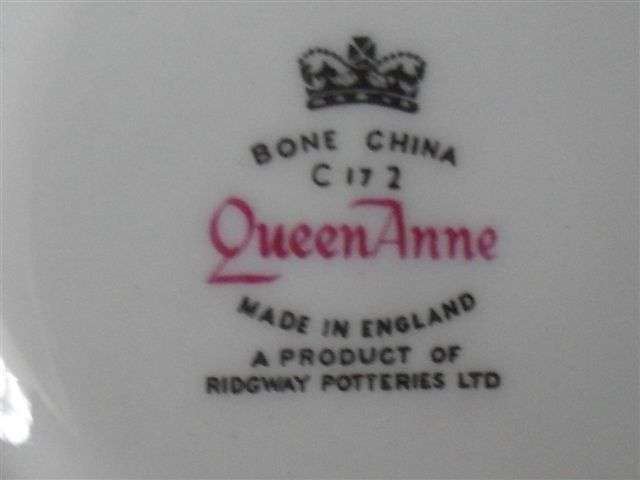 BONE CHINA
C 17 2
Queen Anne
MADE IN ENGLAND
A PRODUCT OF
RIDGWAY POTTERIES LTD